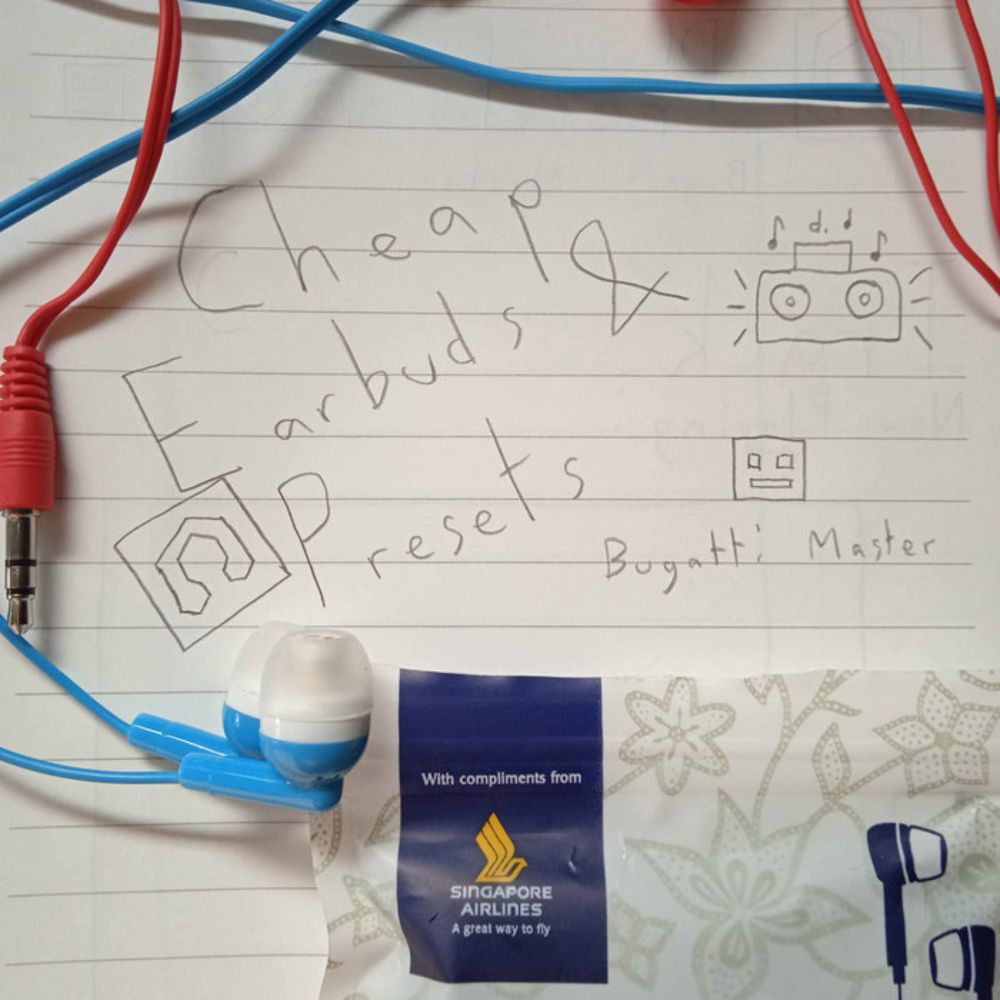 Cheap &
Earbuds
Presets
Bugatti Master
With compliments from
SINGAPORE
AIRLINES
A great way to fly